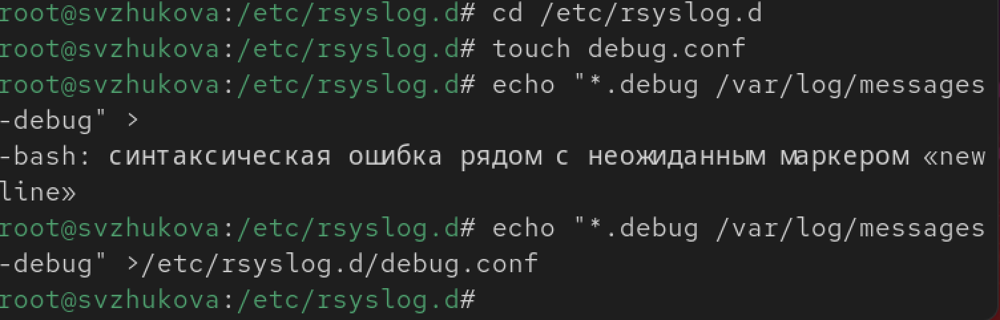 root@svzhukova:/etc/rsyslog.d# cd /etc/rsyslog.d
root@svzhukova:/etc/rsyslog.d# touch debug.conf
root@svzhukova:/etc/rsyslog.d# echo "*.debug /var/log/messages
-debug" >
-bash: синтаксическая ошибка рядом с неожиданным маркером «new
line»
root@svzhukova:/etc/rsyslog.d# echo "*.debug /var/log/messages
-debug" >/etc/rsyslog.d/debug.conf
root@svzhukova:/etc/rsyslog.d#